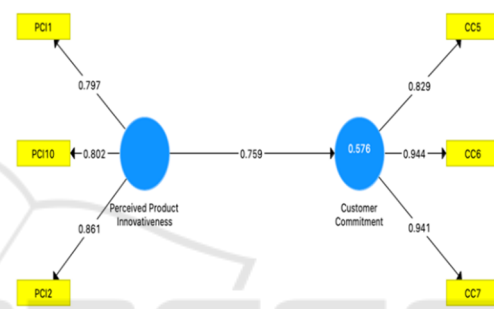 PCI1
CC5
0.797
0.829
PCI10
0.802
0.759
0.576
0.944
CC6
Perceived Product
Innovativeness
Customer
Commitment
0.861
0.941
PCI2
CC7